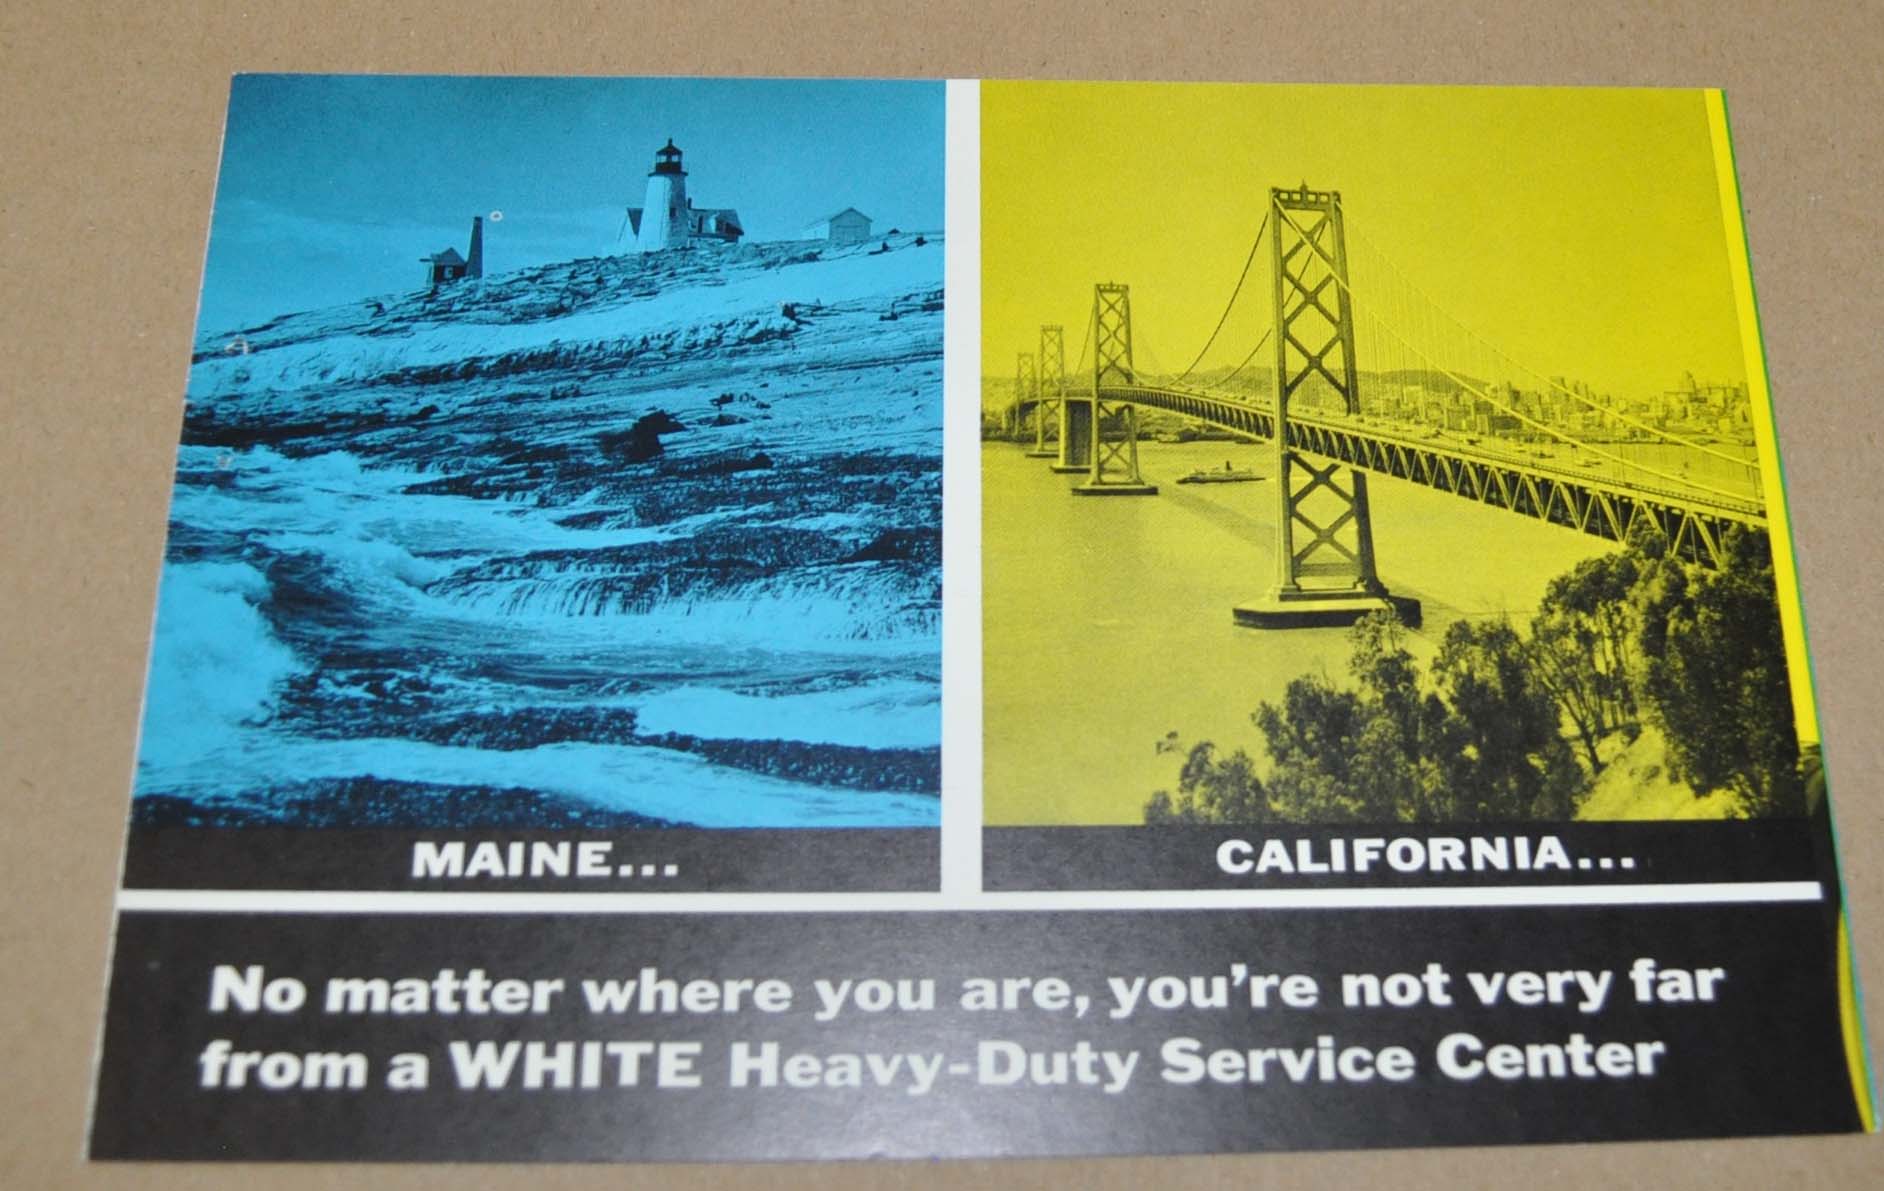 MAINE...
CALIFORNIA...
No matter where you are, you're not very far
from a WHITE Heavy-Duty Service Center